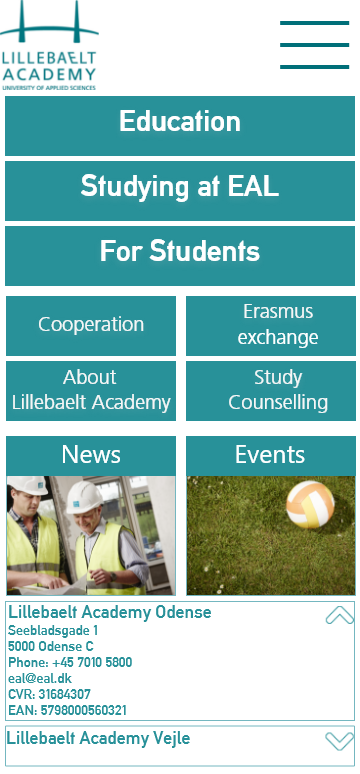 LILLEBAELT
ACADEMY
UNIVERSITY OF APPLIED SCIENCES
Education
Studying at EAL
For Students
Cooperation
Erasmus
exchange
About
Lillebaelt Academy
Study
Counselling
News
Events
Lillebaelt Academy Odense
Seebladsgade 1
5000 Odense C
Phone: +45 7010 5800
eal@eal.dk
CVR: 31684307
EAN: 5798000560321
Lillebaelt Academy Vejle